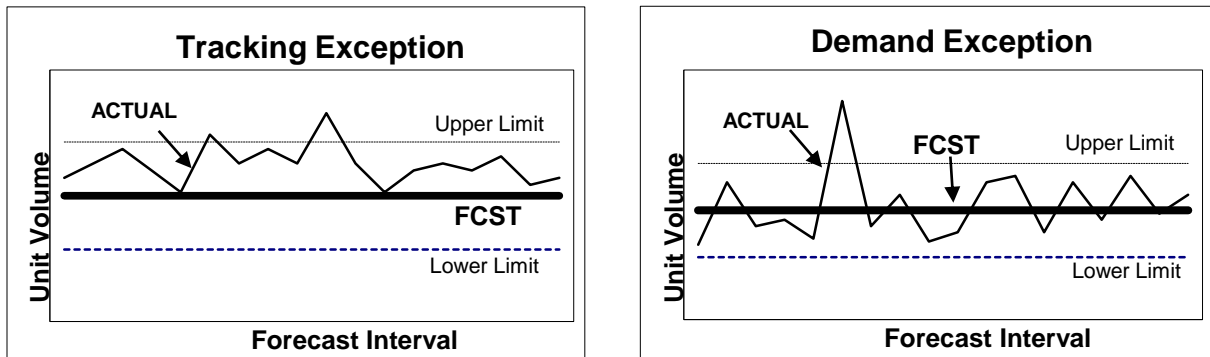 Tracking Exception
ACTUAL
Upper Limit
FCST
Lower Limit
Unit Volume
Forecast Interval
Demand Exception
ACTUAL
FCST
Upper Limit
Lower Limit
Unit Volume
Forecast Interval